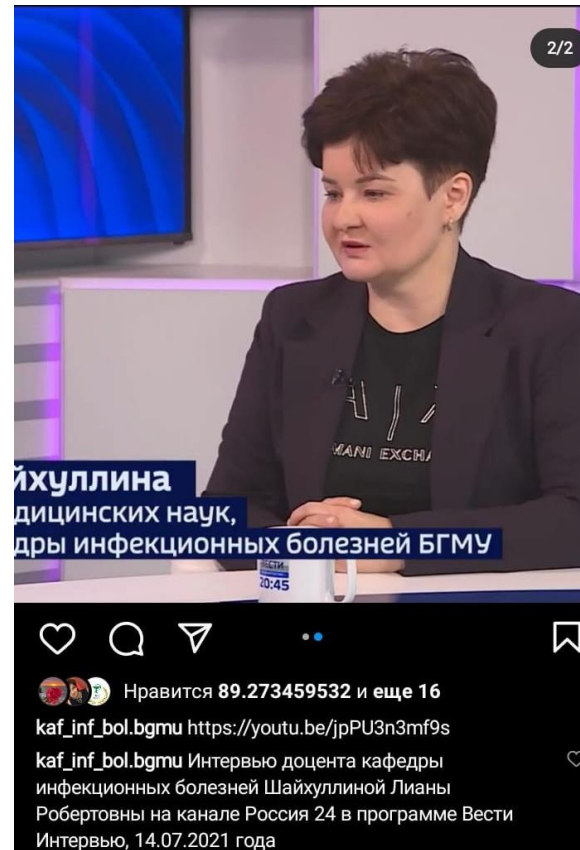 2/2
A|X
MANI EXCHA
йхуллина
дицинских наук,
дры инфекционных болезней БГМУ
ВЕСТИ
20:45
Нравится 89.273459532 и еще 16
kaf_inf_bol.bgmu https://youtu.be/jpPU3n3mf9s
kaf_inf_bol.bgmu Интервью доцента кафедры
инфекционных болезней Шайхуллиной Лианы
Робертовны на канале Россия 24 в программе Вести
Интервью, 14.07.2021 года